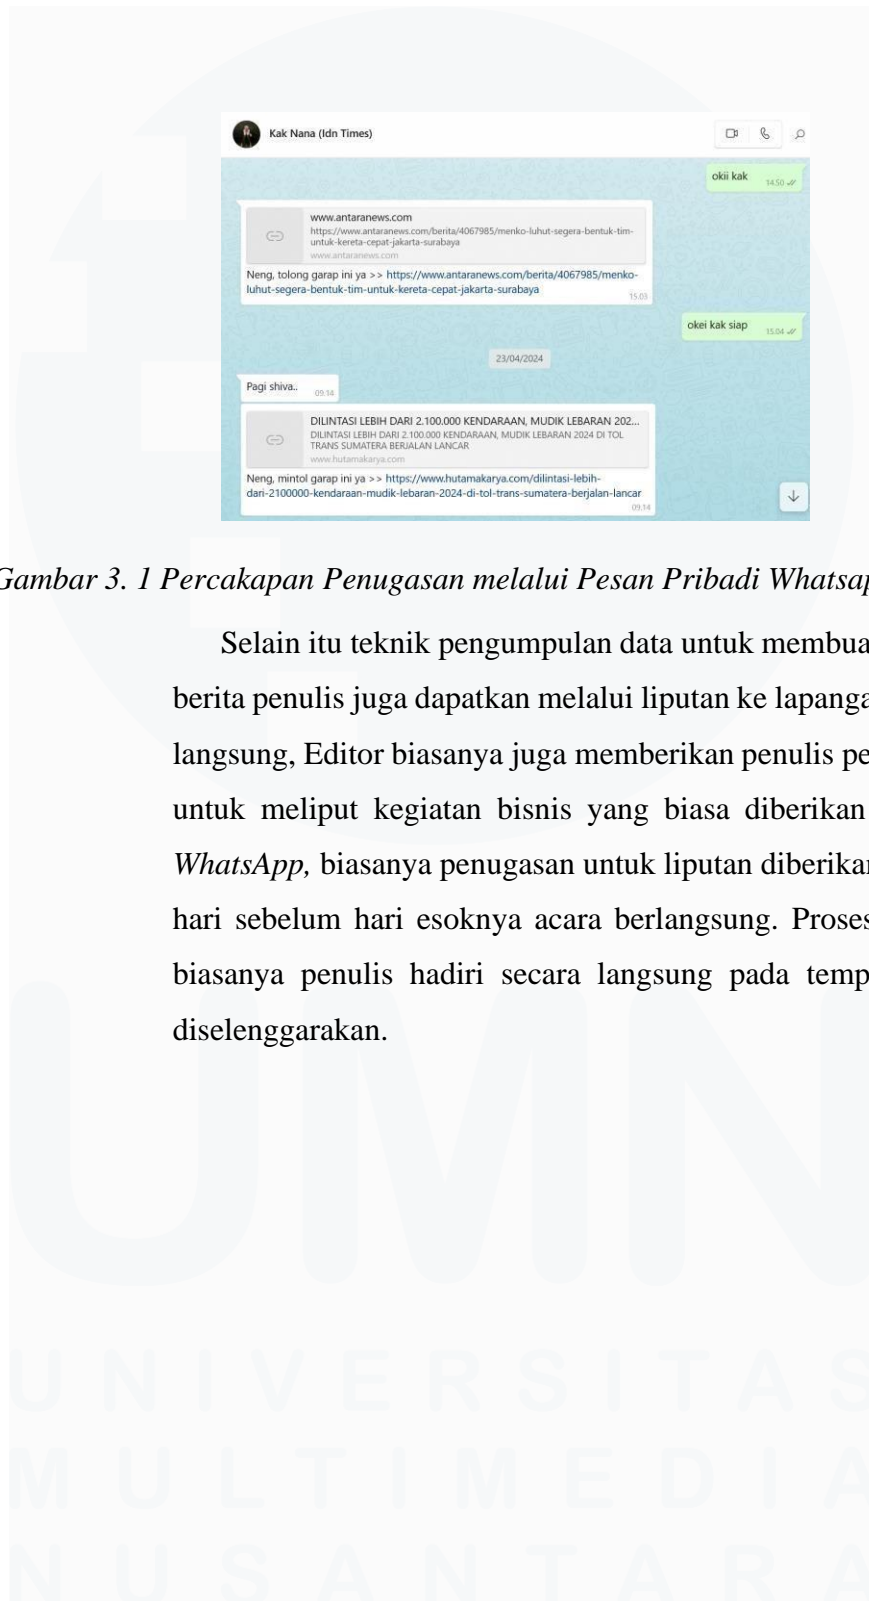 Kak Nana (Idn Times)
okii kak
14.50
www.antaranews.com
https://www.antaranews.com/berita/4067985/menko-luhut-segera-bentuk-tim-
untuk-kereta-cepat-jakarta-surabaya
www.antaranews.com
Neng, tolong garap ini ya >> https://www.antaranews.com/berita/4067985/menko-
luhut-segera-bentuk-tim-untuk-kereta-cepat-jakarta-surabaya
15.03
okei kak siap
15.04
23/04/2024
Pagi shiva..
09.14
DILINTASI LEBIH DARI 2.100.000 KENDARAAN, MUDIK LEBARAN 202...
DILINTASI LEBIH DARI 2.100.000 KENDARAAN, MUDIK LEBARAN 2024 DI TOL
TRANS SUMATERA BERJALAN LANCAR
www.hutamakarya.com
Neng, mintol garap ini ya >> https://www.hutamakarya.com/dilintasi-lebih-
dari-2100000-kendaraan-mudik-lebaran-2024-di-tol-trans-sumatera-berjalan-lancar
09.14
Gambar 3. 1 Percakapan Penugasan melalui Pesan Pribadi Whatsap
Selain itu teknik pengumpulan data untuk membua
berita penulis juga dapatkan melalui liputan ke lapanga
langsung, Editor biasanya juga memberikan penulis pe
untuk meliput kegiatan bisnis yang biasa diberikan
WhatsApp, biasanya penugasan untuk liputan diberikan
hari sebelum hari esoknya acara berlangsung. Proses
biasanya penulis hadiri secara langsung pada temp
diselenggarakan.
UMN
UNIVERSITAS
MULTIMEDIA
NUSANTARA